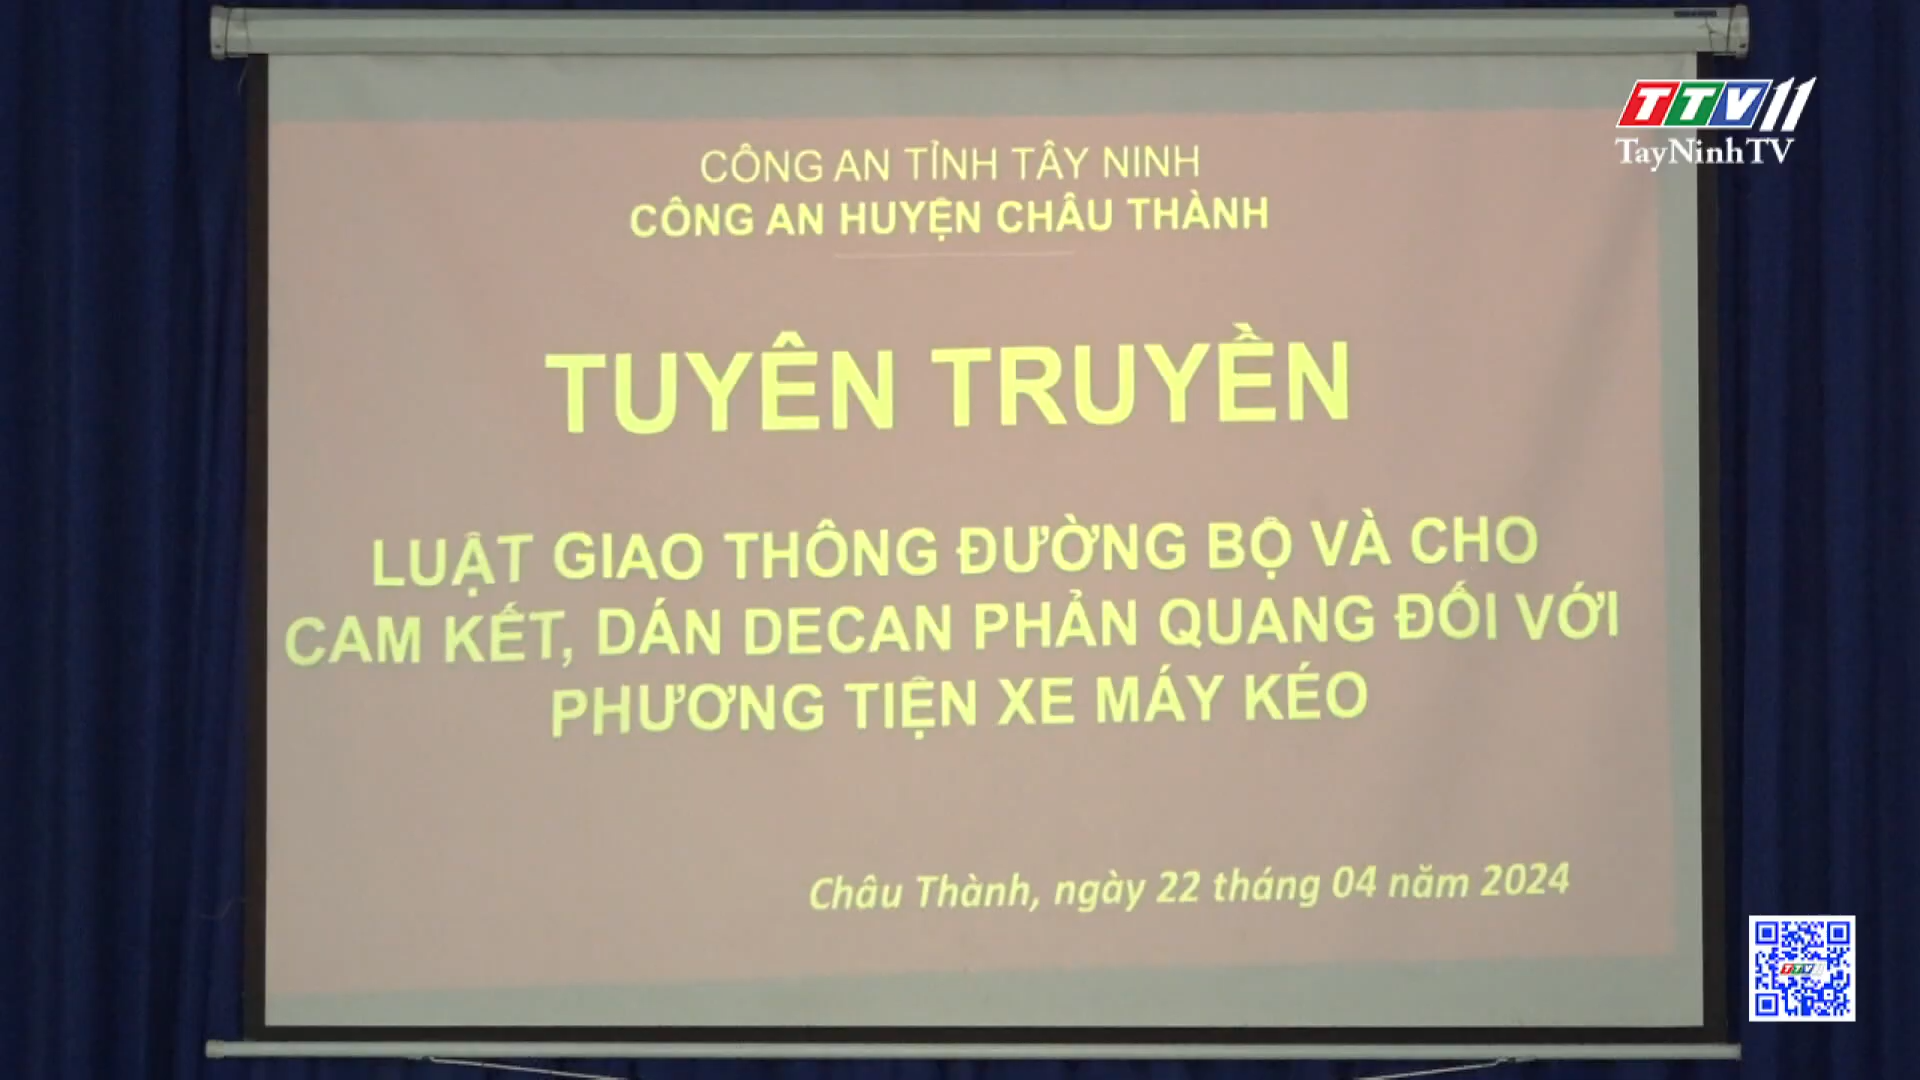 TTV11
TayNinhTV
CÔNG AN TỈNH TÂY NINH
CÔNG AN HUYỆN CHÂU THÀNH
TUYÊN TRUYỀN
LUẬT GIAO THÔNG ĐƯỜNG BỘ VÀ CHO
CAM KẾT, DÁN DECAN PHẢN QUANG ĐỐI VỚI
PHƯƠNG TIỆN XE MÁY KÉO
Châu Thành, ngày 22 tháng 04 năm 2024
TTV11